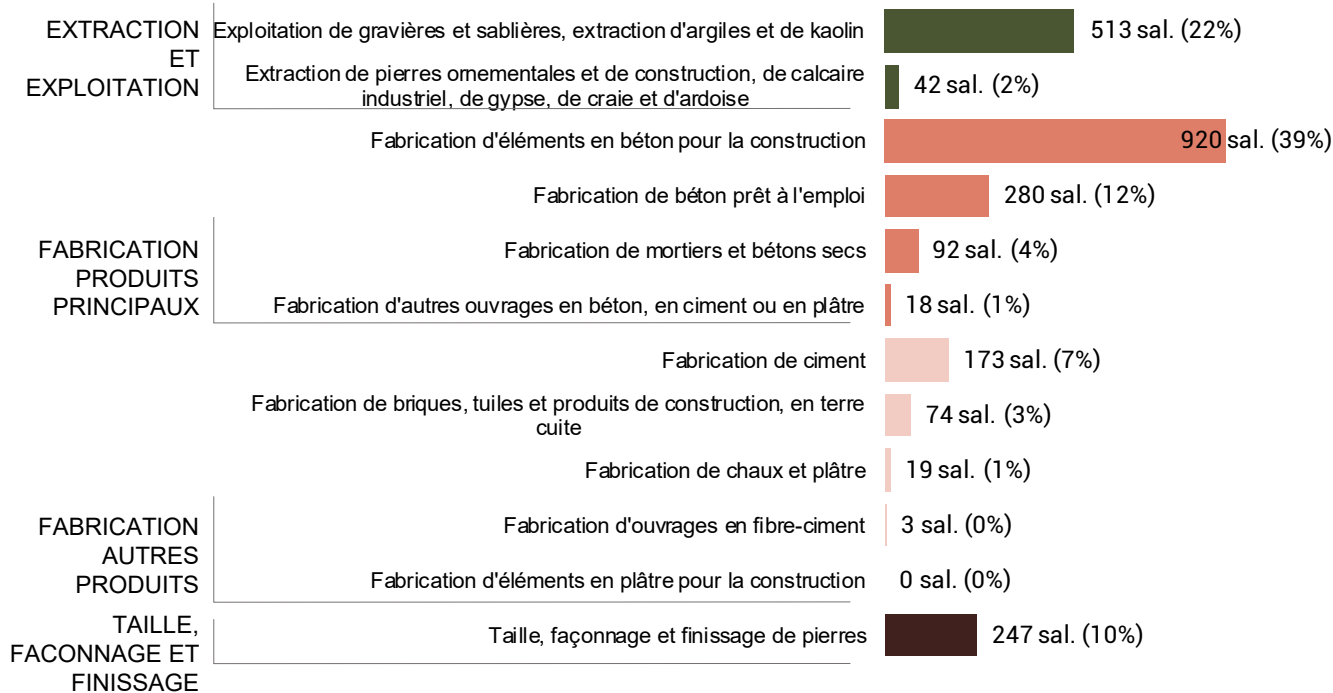 EXTRACTION
ET
EXPLOITATION
Exploitation de gravières et sablières, extraction d'argiles et de kaolin
513 sal. (22%)
Extraction de pierres ornementales et de construction, de calcaire
industriel, de gypse, de craie et d'ardoise
42 sal. (2%)
Fabrication d'éléments en béton pour la construction
920 sal. (39%)
Fabrication de béton prêt à l'emploi
280 sal. (12%)
FABRICATION
PRODUITS
PRINCIPAUX
Fabrication de mortiers et bétons secs
92 sal. (4%)
Fabrication d'autres ouvrages en béton, en ciment ou en plâtre
18 sal. (1%)
Fabrication de ciment
173 sal. (7%)
Fabrication de briques, tuiles et produits de construction, en terre
cuite
74 sal. (3%)
Fabrication de chaux et plâtre
19 sal. (1%)
FABRICATION
AUTRES
PRODUITS
Fabrication d'ouvrages en fibre-ciment
3 sal. (0%)
Fabrication d'éléments en plâtre pour la construction
0 sal. (0%)
TAILLE,
FACONNAGE ET
FINISSAGE
Taille, façonnage et finissage de pierres
247 sal. (10%)